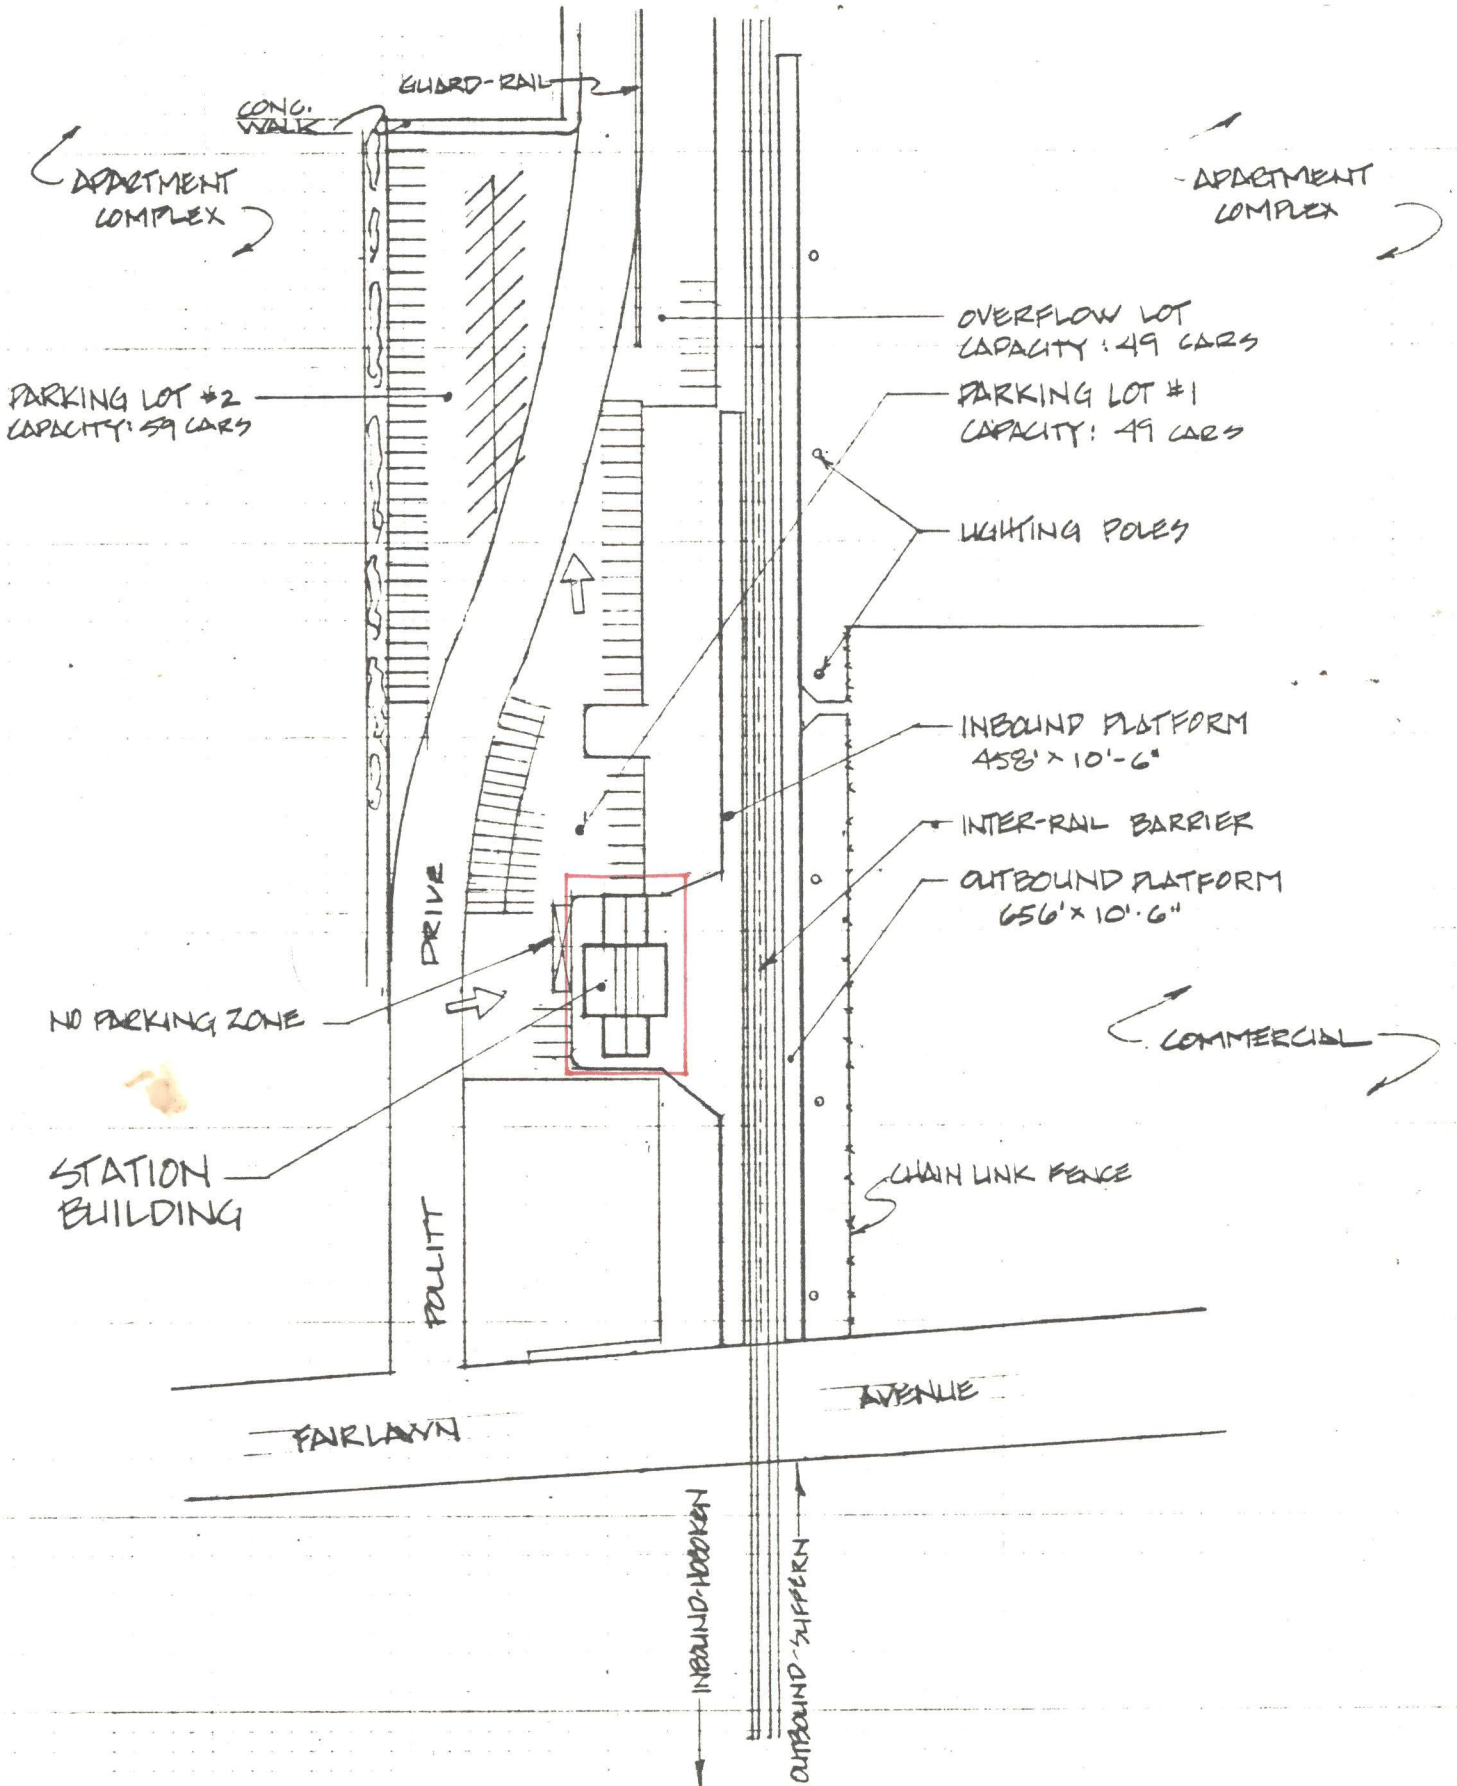 GUARD-RAIL
CONC.
WALK
APARTMENT
COMPLEX
APARTMENT
COMPLEX
OVERFLOW LOT
CAPACITY: 49 CARS
PARKING LOT #2
CAPACITY: 59 CARS
PARKING LOT #1
CAPACITY: 49 CARS
LIGHTING POLES
INBOUND PLATFORM
458' x 10'-6"
INTER-RAIL BARRIER
OUTBOUND PLATFORM
656' x 10'-6"
NO PARKING ZONE
COMMERCIAL
STATION
BUILDING
CHAIN LINK FENCE
POLLITT DRIVE
FAIRLAWN AVENUE
INBOUND-HOBOKEN
OUTBOUND-SUFFERN